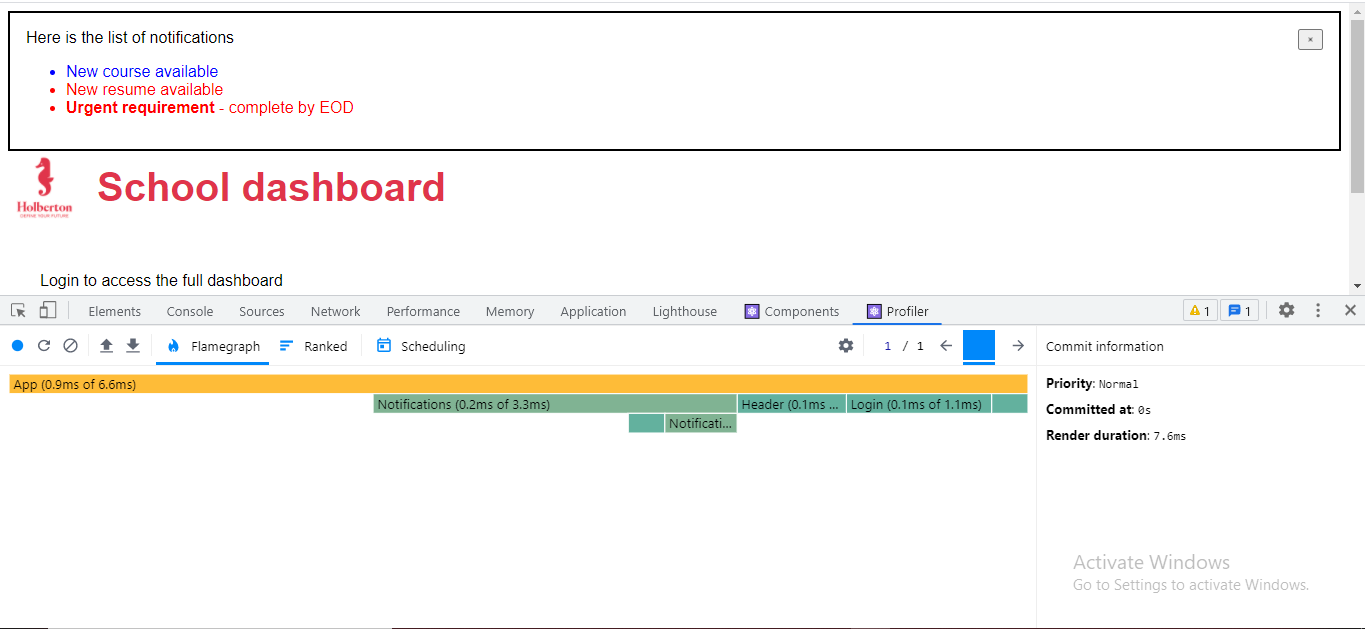 Here is the list of notifications
×
New course available
New resume available
Urgent requirement - complete by EOD
Holberton
DEFINE YOUR FUTURE
School dashboard
Login to access the full dashboard
Elements Console Sources Network Performance Memory Application Lighthouse Components Profiler 1 1
Flamegraph Ranked Scheduling 1 / 1 Commit information
App (0.9ms of 6.6ms)
Notifications (0.2ms of 3.3ms) Header (0.1ms ... Login (0.1ms of 1.1ms)
Notificati...
Priority: Normal
Committed at: 0s
Render duration: 7.6ms
Activate Windows
Go to Settings to activate Windows.